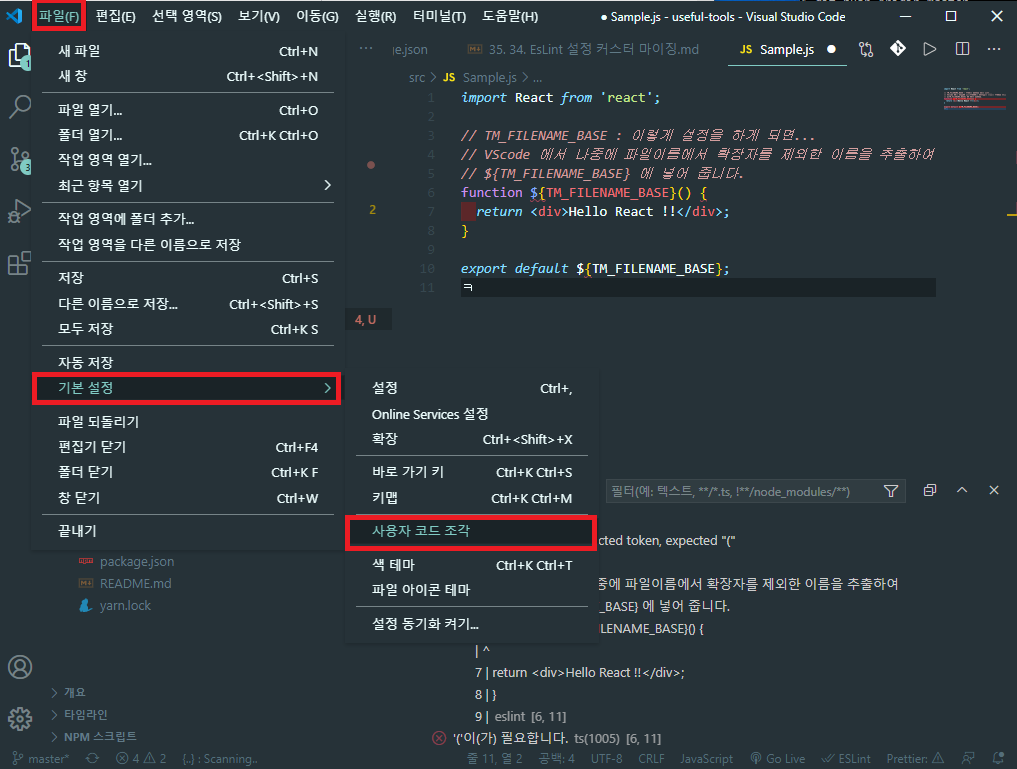 파일(F) 편집(E) 선택 영역(S) 보기(V) 이동(G) 실행(R) 터미널(T) 도움말(H) ● Sample.js - useful-tools - Visual Studio Code
새 파일 Ctrl+N
새 창 Ctrl+<Shift>+N
파일 열기... Ctrl+O
폴더 열기... Ctrl+K Ctrl+O
작업 영역 열기...
최근 항목 열기
작업 영역에 폴더 추가...
작업 영역을 다른 이름으로 저장
저장 Ctrl+S
다른 이름으로 저장... Ctrl+<Shift>+S
모두 저장 Ctrl+K S
자동 저장
기본 설정
파일 되돌리기
편집기 닫기 Ctrl+F4
폴더 닫기 Ctrl+K F
창 닫기 Ctrl+W
끝내기
1
3
package.json
README.md
yarn.lock
개요
타임라인
NPM 스크립트
2
4, U
... e.json 35. 34. EsLint 설정 커스터 마이징.md JS Sample.js ●
src > JS Sample.js > ...
1 import React from 'react';
2
3 // TM_FILENAME_BASE : 이렇게 설정을 하게 되면...
4 // VScode 에서 나중에 파일이름에서 확장자를 제외한 이름을 추출하여
5 // ${TM_FILENAME_BASE} 에 넣어 줍니다.
6 function ${TM_FILENAME_BASE}() {
7 return <div>Hello React !!</div>;
8 }
9
10 export default ${TM_FILENAME_BASE};
11 ㅋ
설정 Ctrl+,
Online Services 설정
확장 Ctrl+<Shift>+X
바로 가기 키 Ctrl+K Ctrl+S
키맵 Ctrl+K Ctrl+M
사용자 코드 조각
색 테마 Ctrl+K Ctrl+T
파일 아이콘 테마
설정 동기화 켜기...
필터(예: 텍스트, **/*.ts, !**/node_modules/**)
cted token, expected "("
중에 파일이름에서 확장자를 제외한 이름을 추출하여
_BASE} 에 넣어 줍니다.
LENAME_BASE}() {
| ^
7 | return <div>Hello React !!</div>;
8 | }
9 | eslint [6, 11]
'('이(가) 필요합니다. ts(1005) [6, 11]
master* 4 2 {..} : Scanning.. 줄 11, 열 2 공백: 4 UTF-8 CRLF JavaScript Go Live ESLint Prettier: